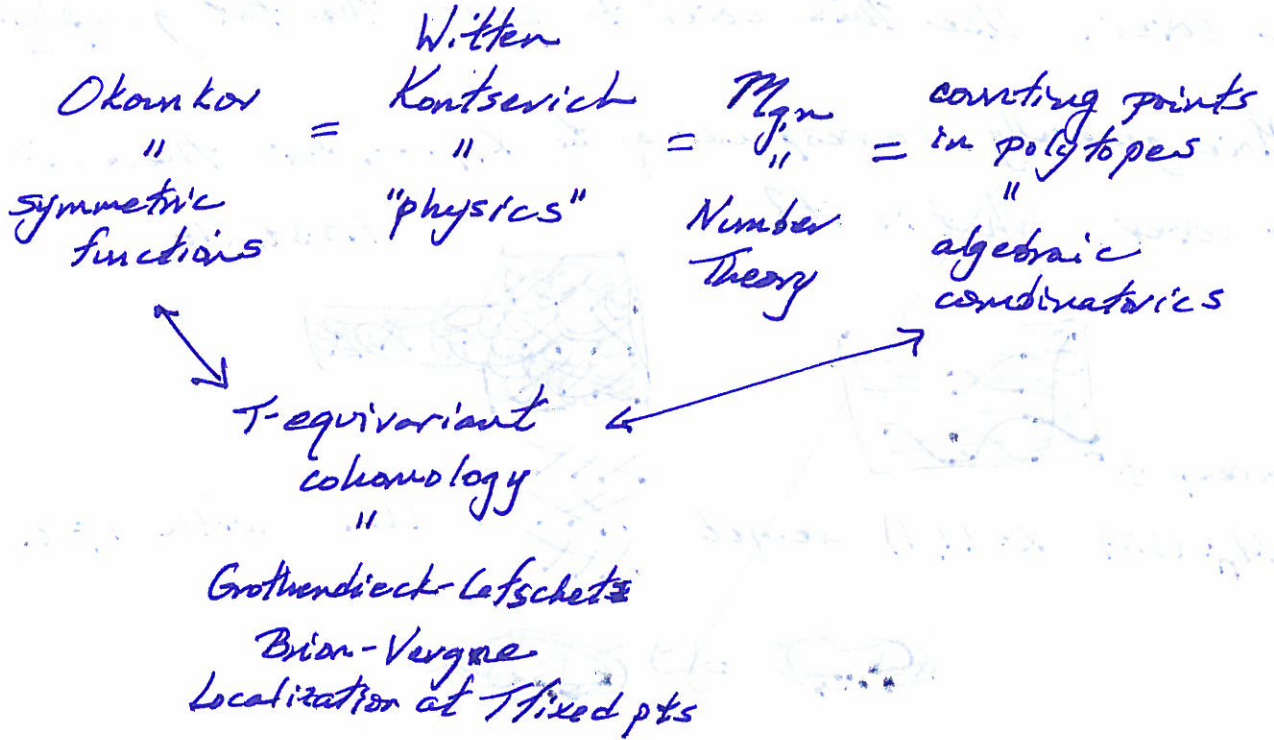 Okounkov
"
symmetric
functions
=
Witten
Kontsevich
"
"physics"
=
Mg,n
"
Number
Theory
=
counting points
in polytopes
"
algebraic
combinatorics
T-equivariant
cohomology
"
Grothendieck-Lefschetz
Brion-Vergne
Localization at T fixed pts